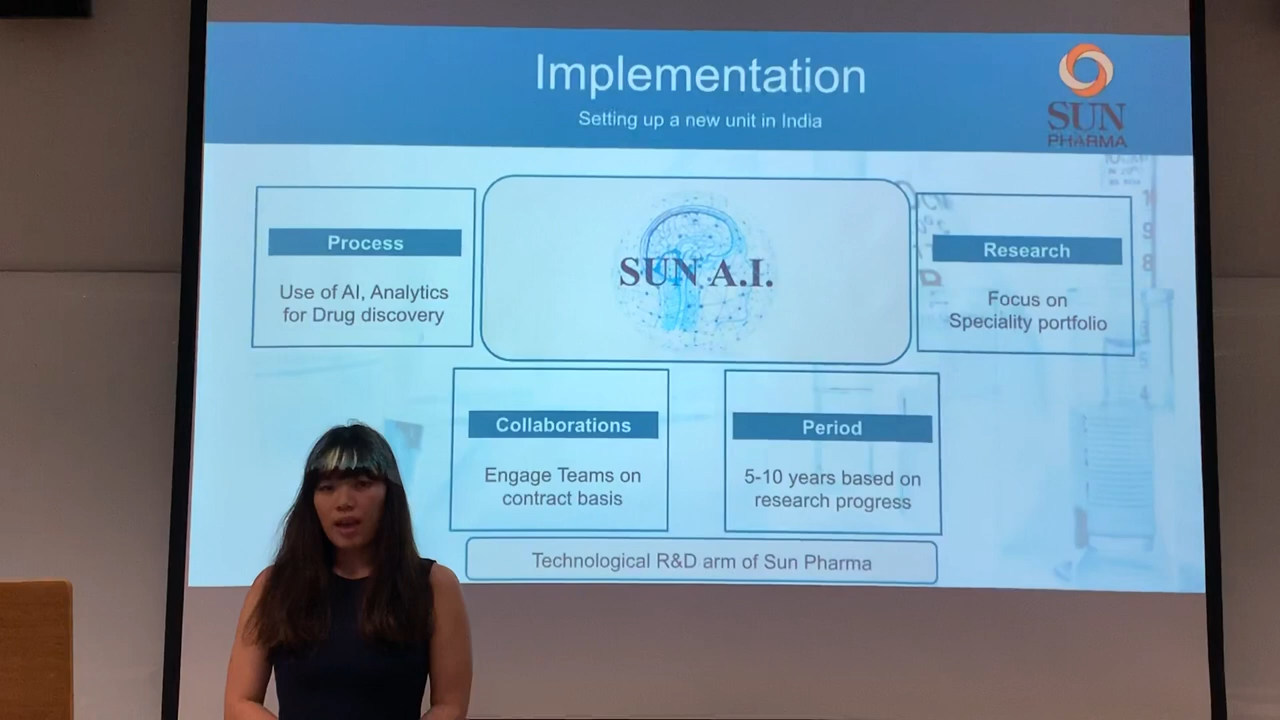 Implementation
Setting up a new unit in India
SUN
PHARMA
Process
Use of AI, Analytics
for Drug discovery
SUN A.I.
Research
Focus on
Speciality portfolio
Collaborations
Engage Teams on
contract basis
Period
5-10 years based on
research progress
Technological R&D arm of Sun Pharma
9
8